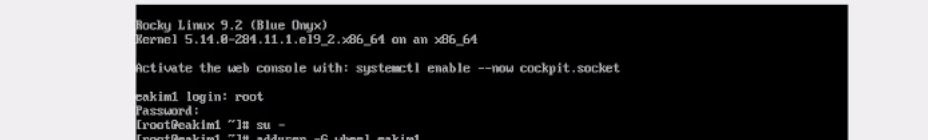 Rocky Linux 9.2 (Blue Onyx)
Kernel 5.14.0-284.11.1.el9_2.x86_64 on an x86_64
Activate the web console with: systemctl enable --now cockpit.socket
eakim1 login: root
Password:
[root@eakim1 ~]# su -
[root@eakim1 ~]# adduser -G wheel eakim1